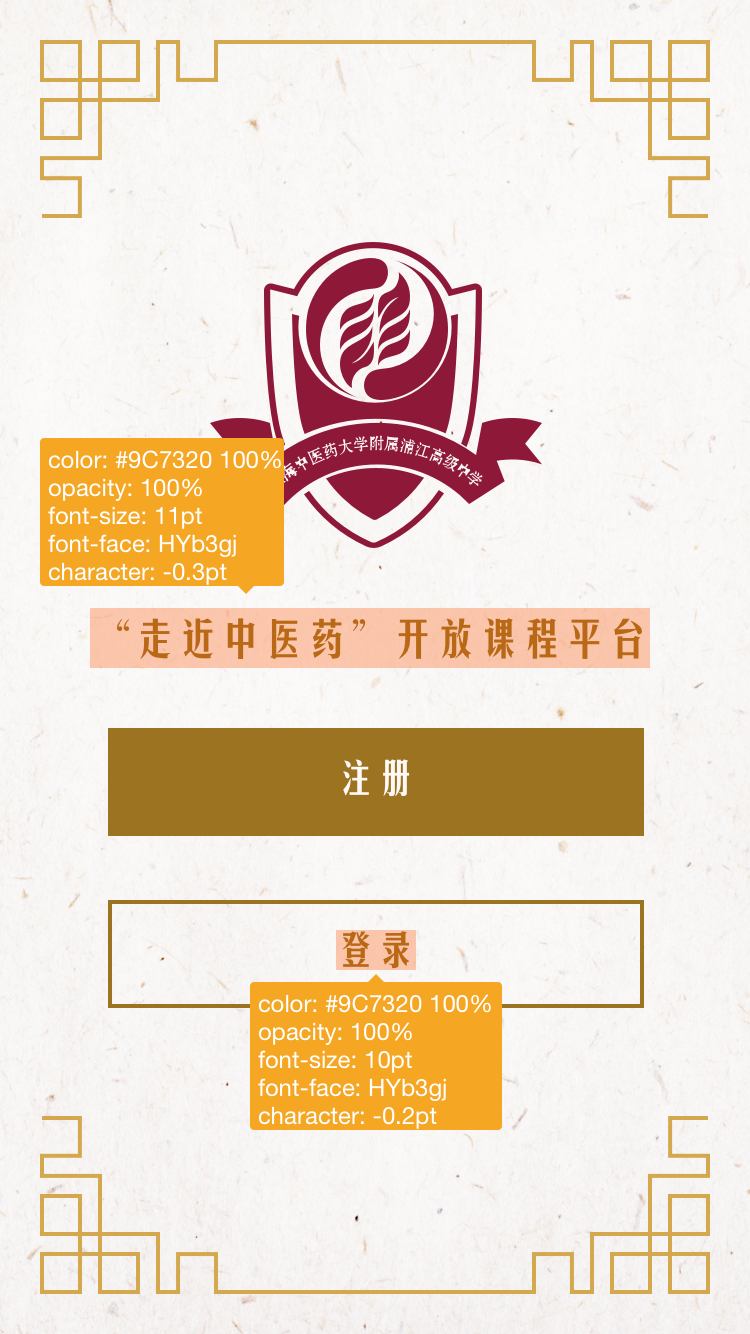 中医药大学附属浦江高级中学
color: #9C7320 100%
opacity: 100%
font-size: 11pt
font-face: HYb3gj
character: -0.3pt
“走近中医药”开放课程平台
注册
登录
color: #9C7320 100%
opacity: 100%
font-size: 10pt
font-face: HYb3gj
character: -0.2pt